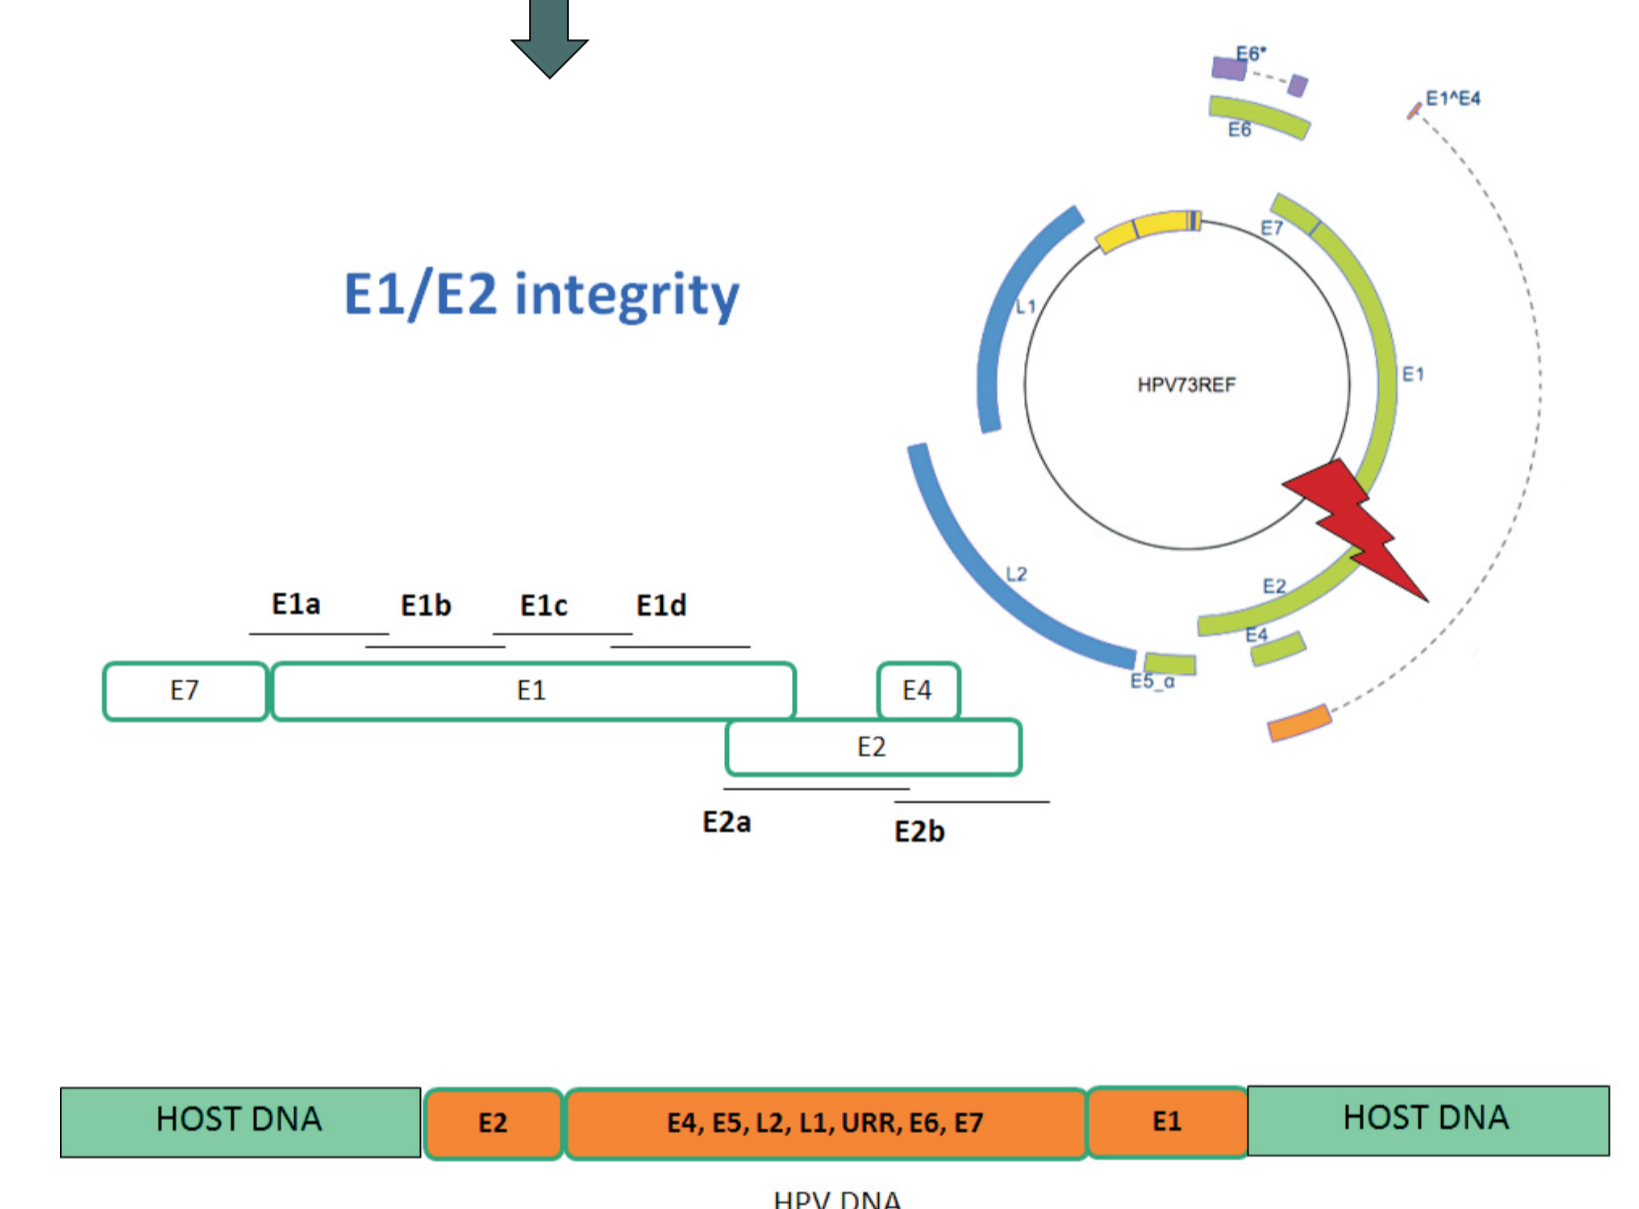 E6*
E1^E4
E6
E7
E1/E2 integrity
L1
HPV73REF
E1
L2
E2
E4
E5_α
E1a
E1b
E1c
E1d
E7
E1
E4
E2
E2a
E2b
HOST DNA
E2
E4, E5, L2, L1, URR, E6, E7
E1
HOST DNA
HPV DNA